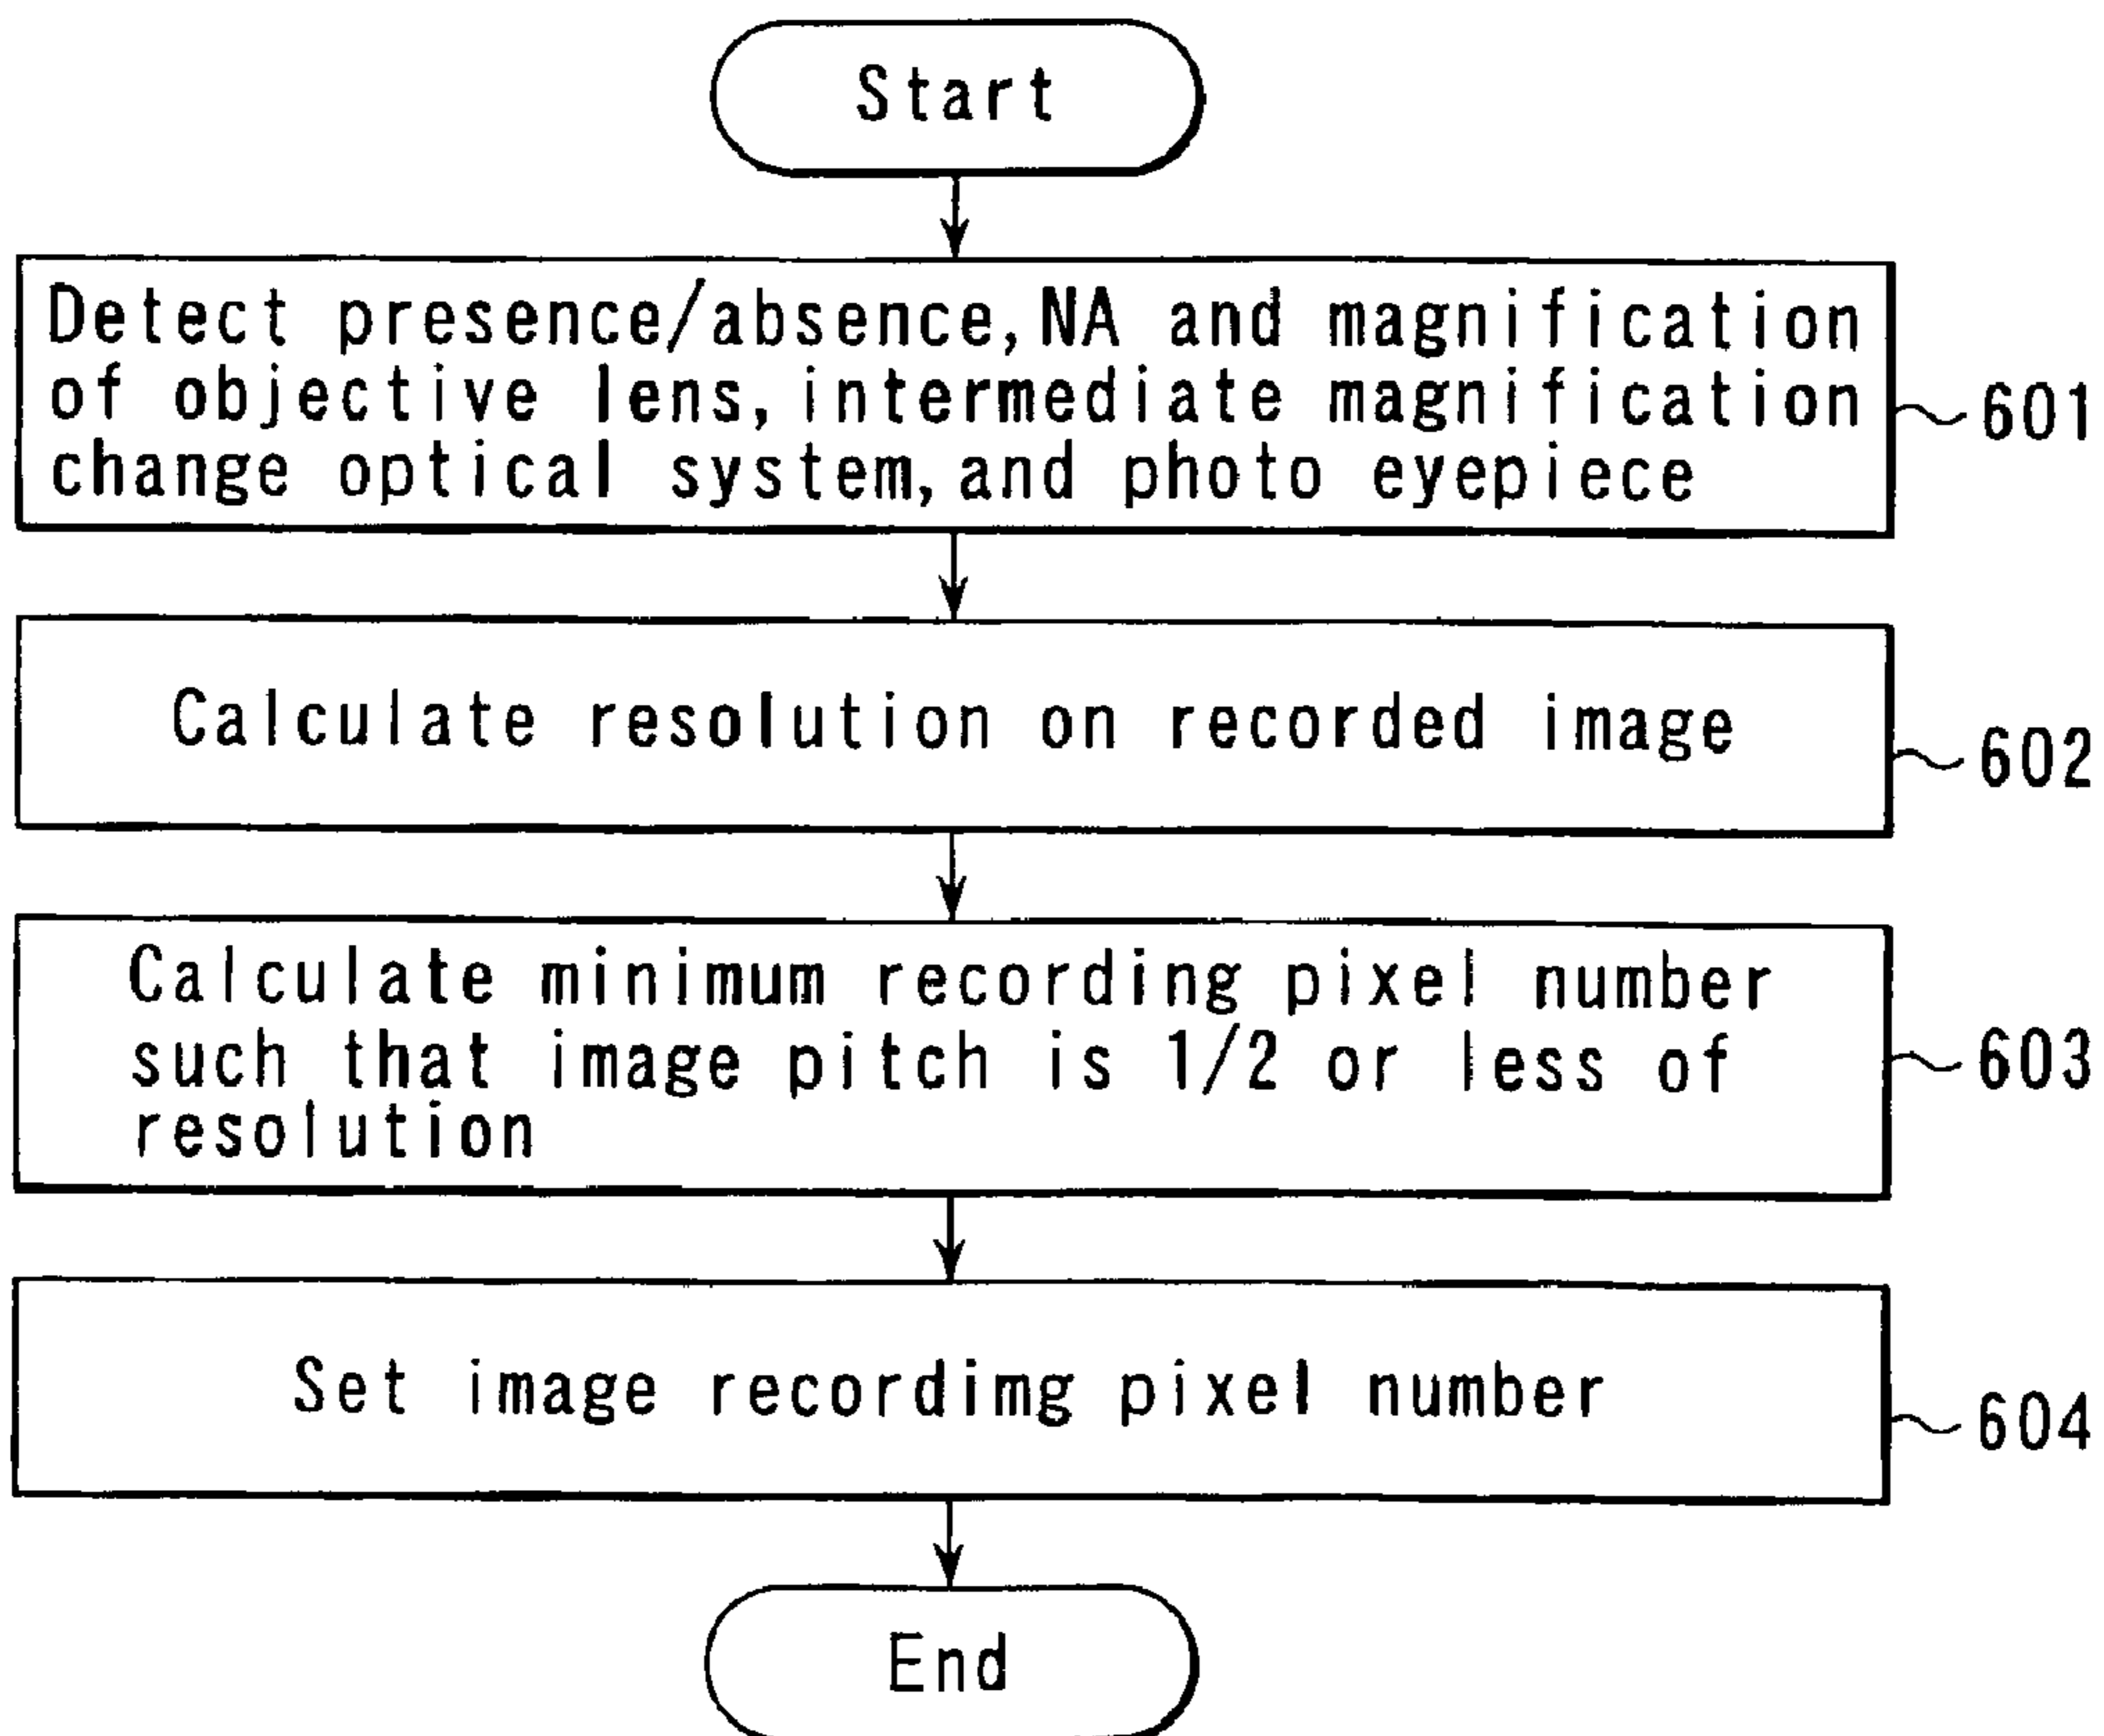 Start
Detect presence/absence, NA and magnification
of objective lens, intermediate magnification
change optical system, and photo eyepiece
601
Calculate resolution on recorded image
602
Calculate minimum recording pixel number
such that image pitch is 1/2 or less of
resolution
603
Set image recordimg pixel number
604
End